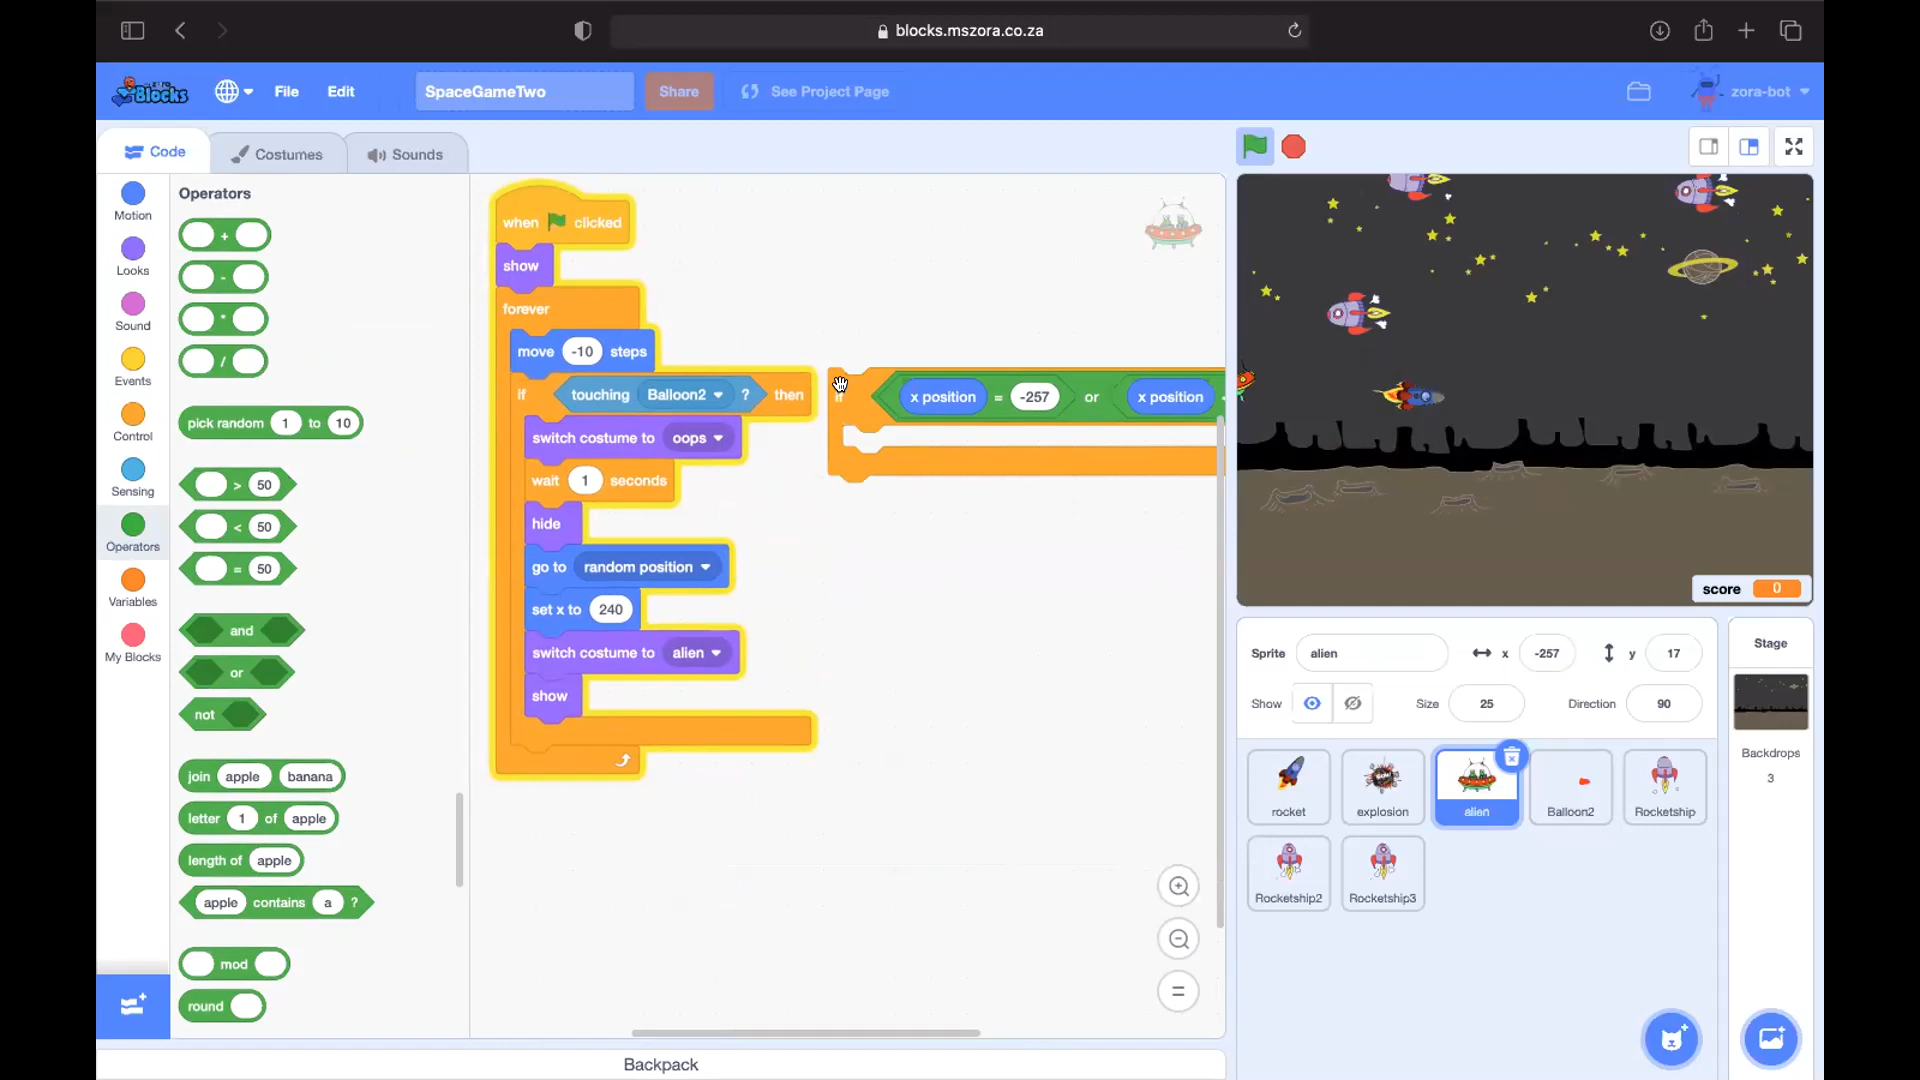 blocks.mszora.co.za
Blocks
File
Edit
SpaceGameTwo
Share
See Project Page
zora-bot
Code
Costumes
Sounds
Motion
Looks
Sound
Events
Control
Sensing
Operators
Variables
My Blocks
Operators
+
-
*
/
pick random 1 to 10
> 50
< 50
= 50
and
or
not
join apple banana
letter 1 of apple
length of apple
apple contains a ?
mod
round
when clicked
show
forever
move -10 steps
if touching Balloon2 ? then
switch costume to oops
wait 1 seconds
hide
go to random position
set x to 240
switch costume to alien
show
if x position = -257 or x position
=
Backpack
score 0
Sprite alien x -257 y 17
Show Size 25 Direction 90
rocket
explosion
alien
Balloon2
Rocketship
Rocketship2
Rocketship3
Stage
Backdrops
3